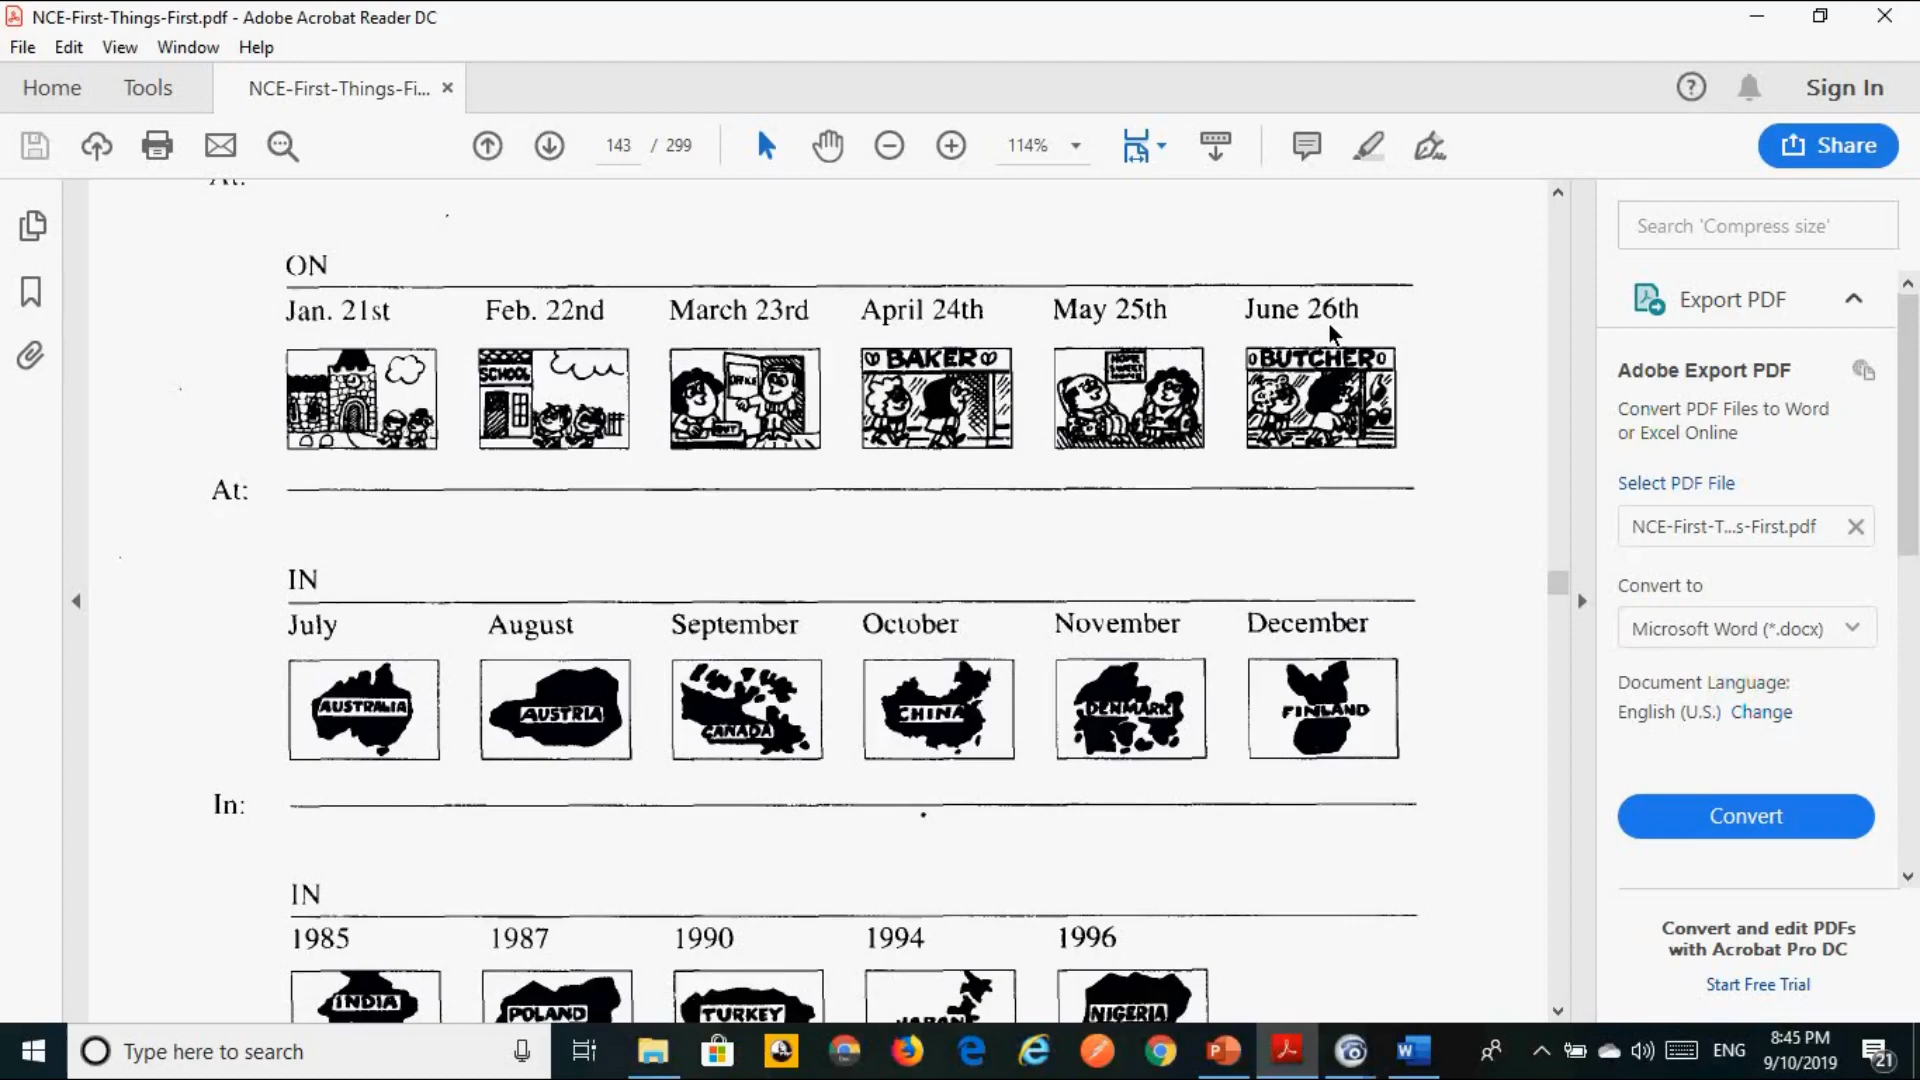 NCE-First-Things-First.pdf - Adobe Acrobat Reader DC
File Edit View Window Help
Home Tools NCE-First-Things-Fi... × Sign In
143 / 299 114% Share
At:
ON
Jan. 21st Feb. 22nd March 23rd April 24th May 25th June 26th
SCHOOL BAKER HOME SWEET HOME BUTCHER
At:
IN
July August September October November December
AUSTRALIA AUSTRIA CANADA CHINA DENMARK FINLAND
In:
IN
1985 1987 1990 1994 1996
INDIA POLAND TURKEY JAPAN NIGERIA
Search 'Compress size'
Export PDF
Adobe Export PDF
Convert PDF Files to Word
or Excel Online
Select PDF File
NCE-First-T...s-First.pdf
Convert to
Microsoft Word (*.docx)
Document Language:
English (U.S.) Change
Convert
Convert and edit PDFs
with Acrobat Pro DC
Start Free Trial
Type here to search
ENG
8:45 PM
9/10/2019
21